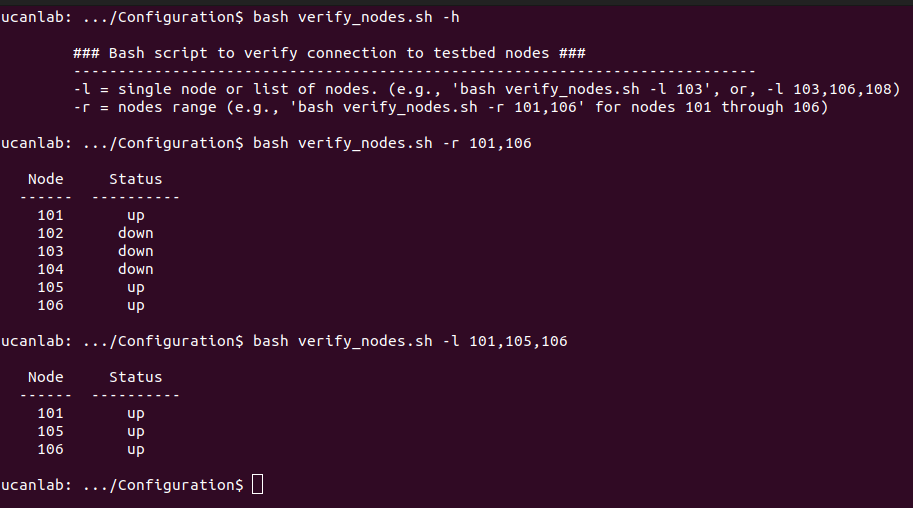 ucanlab: .../Configuration$ bash verify_nodes.sh -h
### Bash script to verify connection to testbed nodes ###
----------------------------------------------------------------------------
-l = single node or list of nodes. (e.g., 'bash verify_nodes.sh -l 103', or, -l 103,106,108)
-r = nodes range (e.g., 'bash verify_nodes.sh -r 101,106' for nodes 101 through 106)
ucanlab: .../Configuration$ bash verify_nodes.sh -r 101,106
Node Status
------ ----------
101 up
102 down
103 down
104 down
105 up
106 up
ucanlab: .../Configuration$ bash verify_nodes.sh -l 101,105,106
Node Status
------ ----------
101 up
105 up
106 up
ucanlab: .../Configuration$